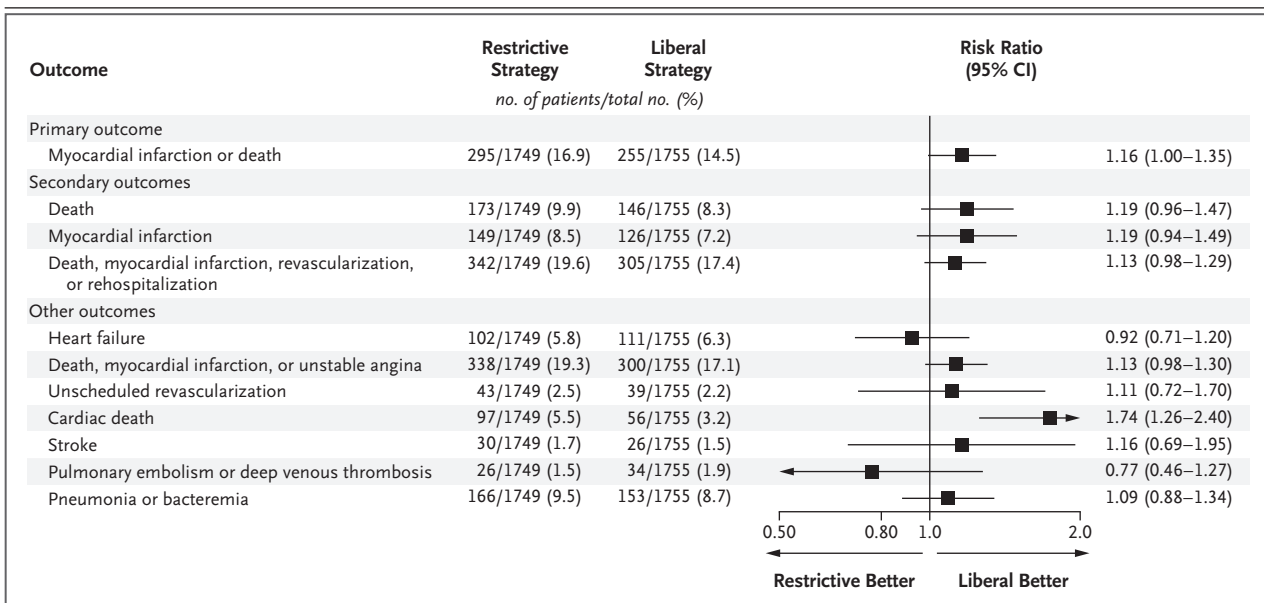 Outcome Restrictive Strategy Liberal Strategy Risk Ratio (95% CI)
no. of patients/total no. (%)
Primary outcome
Myocardial infarction or death 295/1749 (16.9) 255/1755 (14.5) 1.16 (1.00–1.35)
Secondary outcomes
Death 173/1749 (9.9) 146/1755 (8.3) 1.19 (0.96–1.47)
Myocardial infarction 149/1749 (8.5) 126/1755 (7.2) 1.19 (0.94–1.49)
Death, myocardial infarction, revascularization, 342/1749 (19.6) 305/1755 (17.4) 1.13 (0.98–1.29)
or rehospitalization
Other outcomes
Heart failure 102/1749 (5.8) 111/1755 (6.3) 0.92 (0.71–1.20)
Death, myocardial infarction, or unstable angina 338/1749 (19.3) 300/1755 (17.1) 1.13 (0.98–1.30)
Unscheduled revascularization 43/1749 (2.5) 39/1755 (2.2) 1.11 (0.72–1.70)
Cardiac death 97/1749 (5.5) 56/1755 (3.2) 1.74 (1.26–2.40)
Stroke 30/1749 (1.7) 26/1755 (1.5) 1.16 (0.69–1.95)
Pulmonary embolism or deep venous thrombosis 26/1749 (1.5) 34/1755 (1.9) 0.77 (0.46–1.27)
Pneumonia or bacteremia 166/1749 (9.5) 153/1755 (8.7) 1.09 (0.88–1.34)
0.50 0.80 1.0 2.0
Restrictive Better Liberal Better